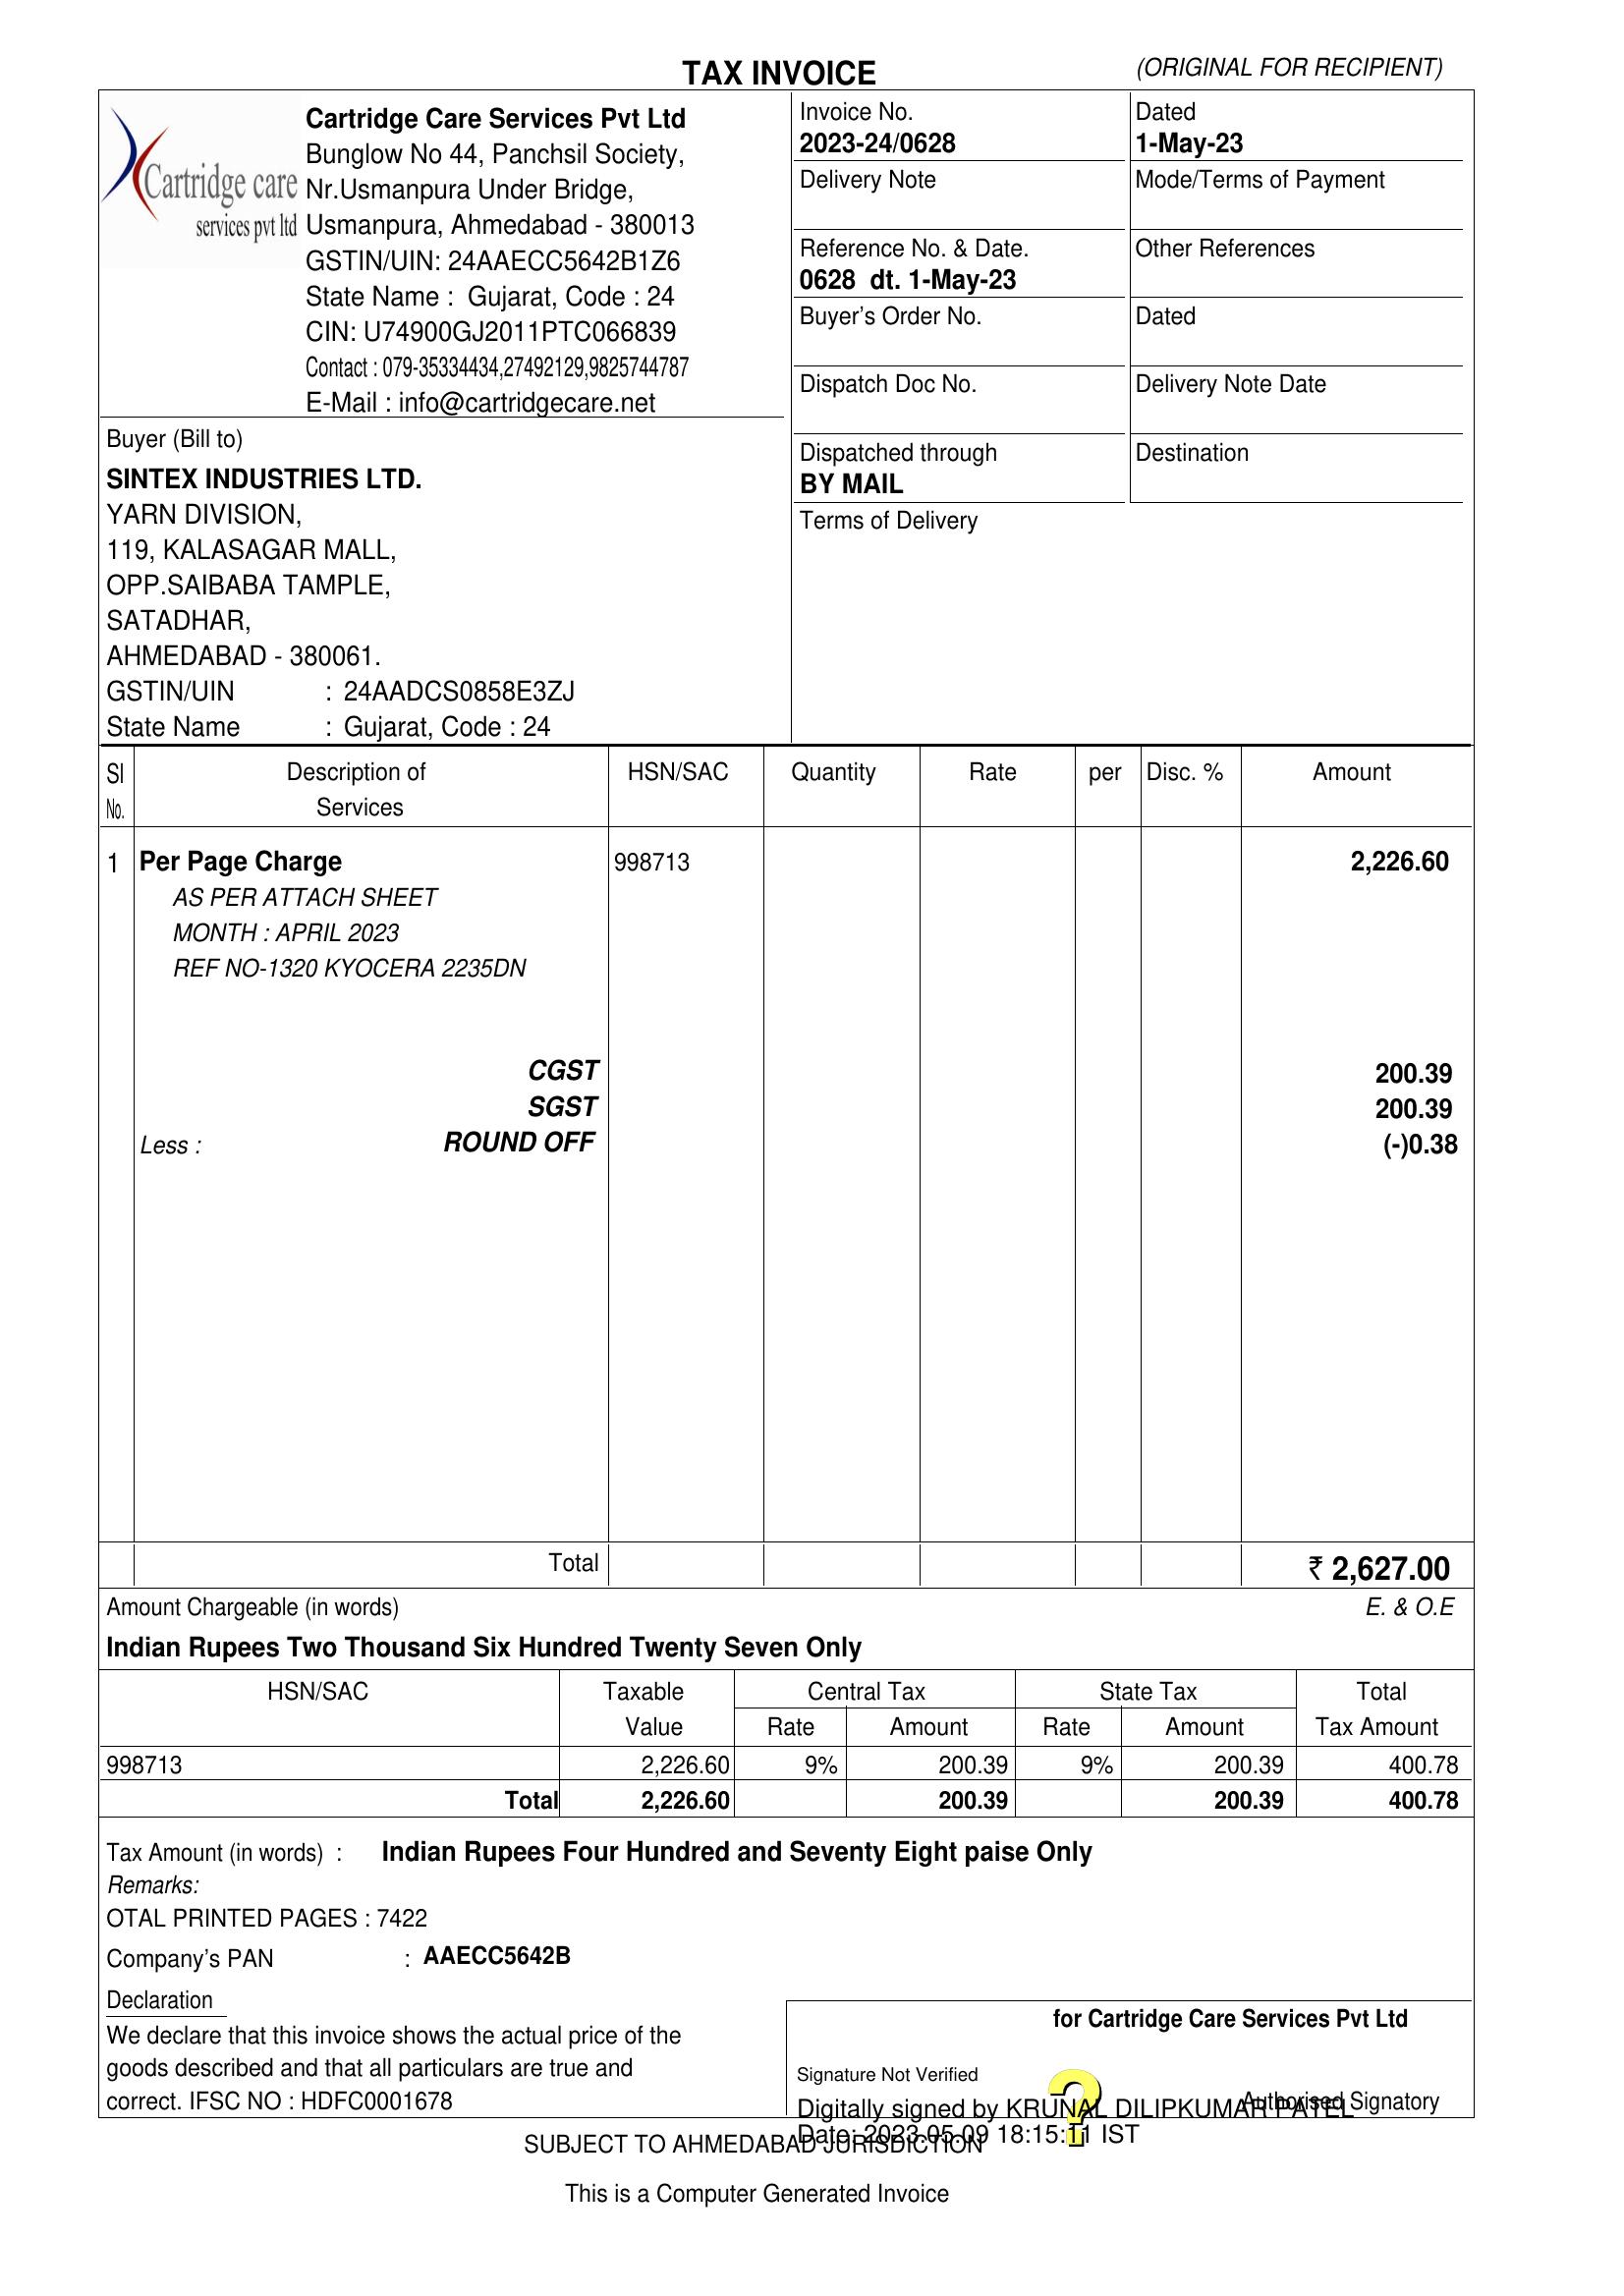 TAX INVOICE
(ORIGINAL FOR RECIPIENT)
Cartridge care
services pvt ltd
Cartridge Care Services Pvt Ltd
Bunglow No 44, Panchsil Society,
Nr.Usmanpura Under Bridge,
Usmanpura, Ahmedabad - 380013
GSTIN/UIN: 24AAECC5642B1Z6
State Name : Gujarat, Code : 24
CIN: U74900GJ2011PTC066839
Contact : 079-35334434,27492129,9825744787
E-Mail : info@cartridgecare.net
Invoice No.
2023-24/0628
Dated
1-May-23
Delivery Note
Mode/Terms of Payment
Reference No. & Date.
0628 dt. 1-May-23
Other References
Buyer's Order No.
Dated
Dispatch Doc No.
Delivery Note Date
Dispatched through
BY MAIL
Destination
Terms of Delivery
Buyer (Bill to)
SINTEX INDUSTRIES LTD.
YARN DIVISION,
119, KALASAGAR MALL,
OPP.SAIBABA TAMPLE,
SATADHAR,
AHMEDABAD - 380061.
GSTIN/UIN : 24AADCS0858E3ZJ
State Name : Gujarat, Code : 24
Sl No. Description of Services HSN/SAC Quantity Rate per Disc. % Amount
1 Per Page Charge 998713 2,226.60
AS PER ATTACH SHEET
MONTH : APRIL 2023
REF NO-1320 KYOCERA 2235DN
CGST 200.39
SGST 200.39
Less : ROUND OFF (-)0.38
Total ₹ 2,627.00
Amount Chargeable (in words) E. & O.E
Indian Rupees Two Thousand Six Hundred Twenty Seven Only
HSN/SAC Taxable Value Central Tax State Tax Total Tax Amount
Rate Amount Rate Amount
998713 2,226.60 9% 200.39 9% 200.39 400.78
Total 2,226.60 200.39 200.39 400.78
Tax Amount (in words) : Indian Rupees Four Hundred and Seventy Eight paise Only
Remarks:
OTAL PRINTED PAGES : 7422
Company's PAN : AAECC5642B
Declaration
We declare that this invoice shows the actual price of the
goods described and that all particulars are true and
correct. IFSC NO : HDFC0001678
for Cartridge Care Services Pvt Ltd
Signature Not Verified
?
Digitally signed by KRUNAL DILIPKUMAR PATEL
Authorised Signatory
Date: 2023.05.09 18:15:11 IST
SUBJECT TO AHMEDABAD JURISDICTION
This is a Computer Generated Invoice